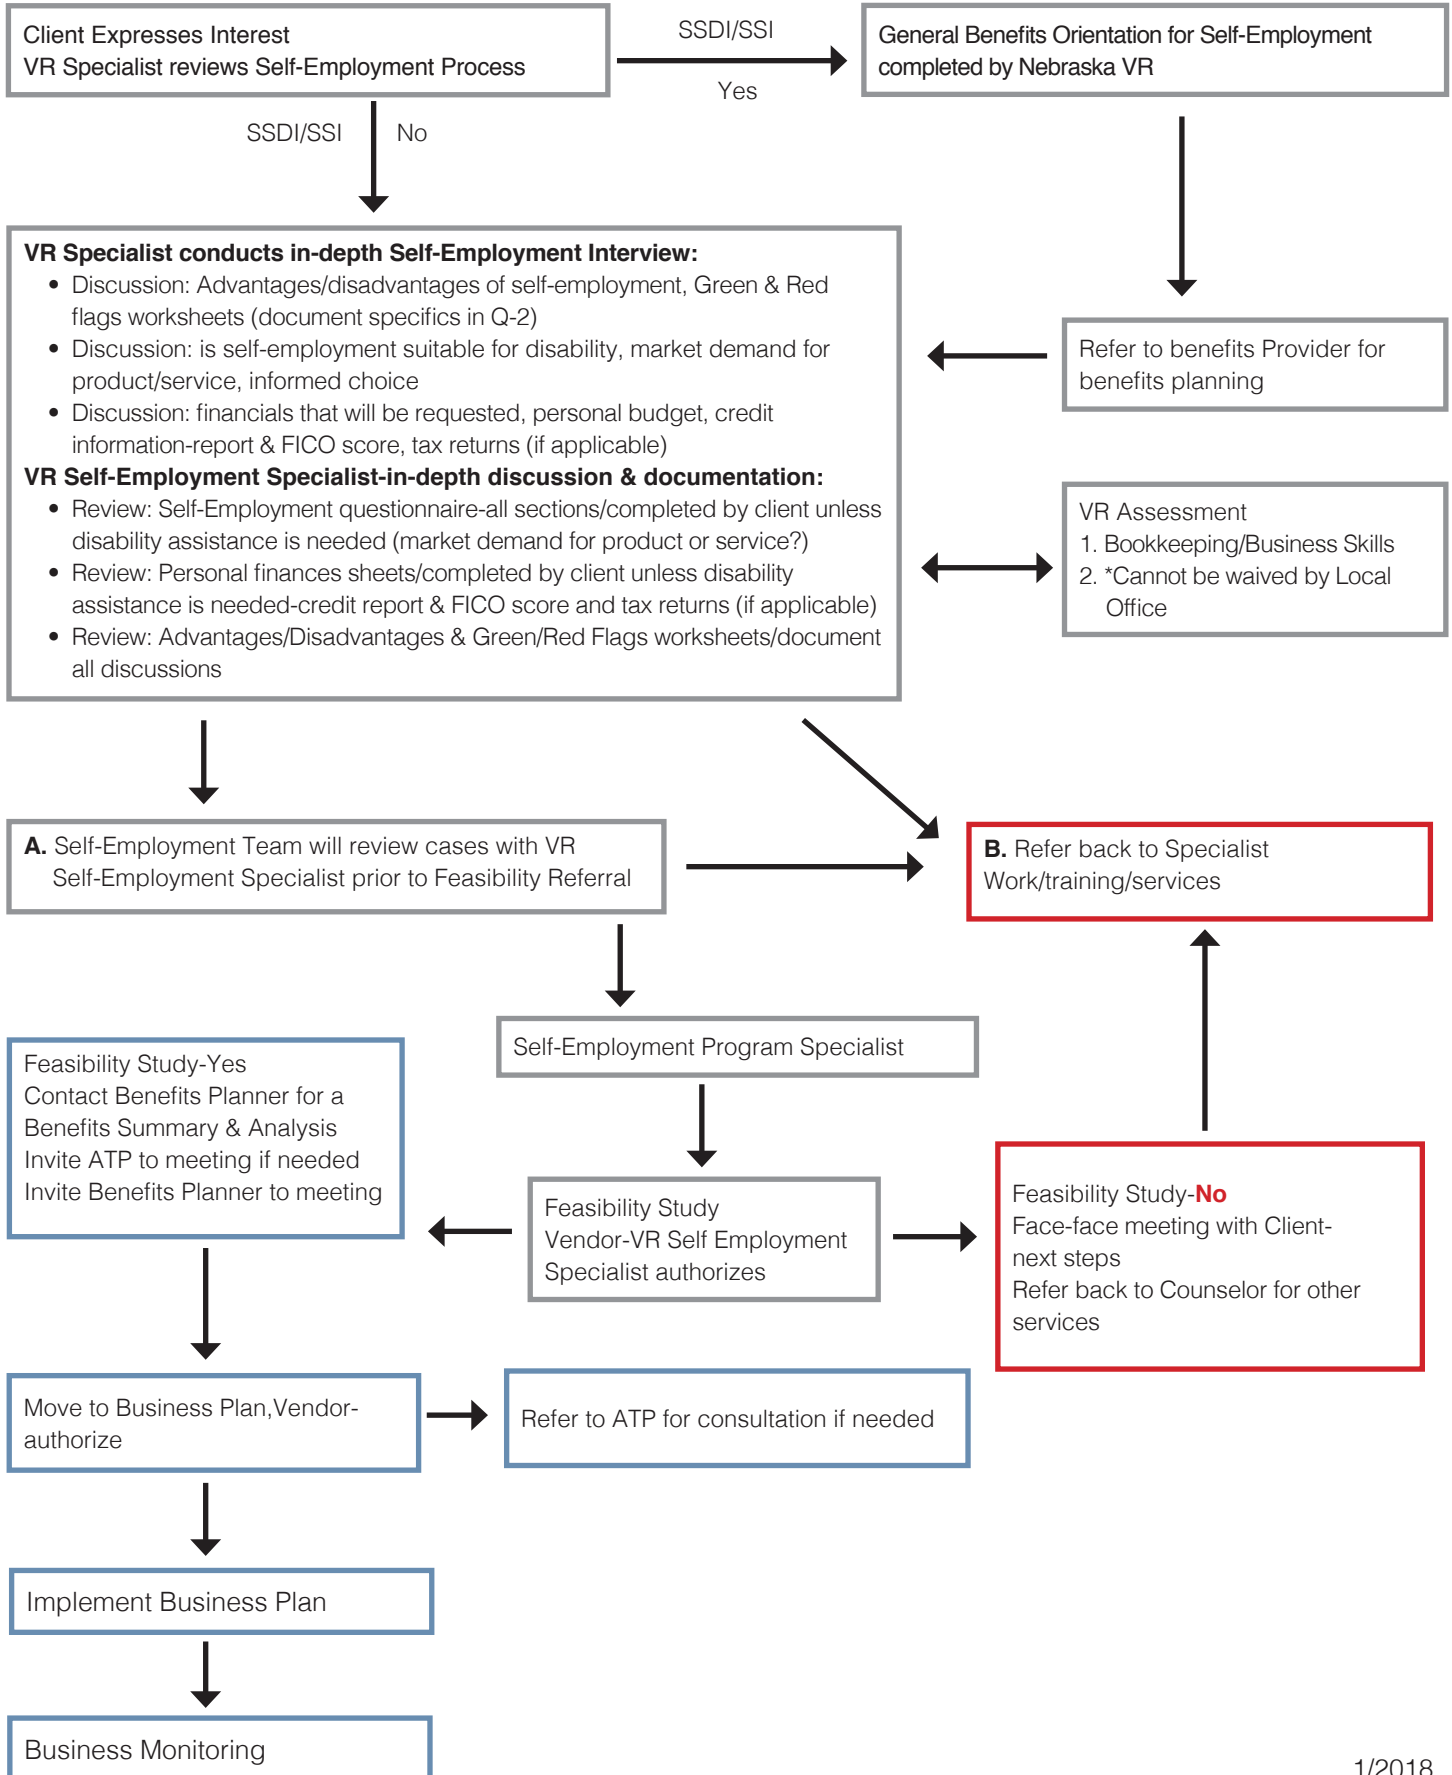 Client Expresses Interest
VR Specialist reviews Self-Employment Process
SSDI/SSI
Yes
General Benefits Orientation for Self-Employment
completed by Nebraska VR
SSDI/SSI
No
VR Specialist conducts in-depth Self-Employment Interview:
• Discussion: Advantages/disadvantages of self-employment, Green & Red
flags worksheets (document specifics in Q-2)
• Discussion: is self-employment suitable for disability, market demand for
product/service, informed choice
• Discussion: financials that will be requested, personal budget, credit
information-report & FICO score, tax returns (if applicable)
VR Self-Employment Specialist-in-depth discussion & documentation:
• Review: Self-Employment questionnaire-all sections/completed by client unless
disability assistance is needed (market demand for product or service?)
• Review: Personal finances sheets/completed by client unless disability
assistance is needed-credit report & FICO score and tax returns (if applicable)
• Review: Advantages/Disadvantages & Green/Red Flags worksheets/document
all discussions
Refer to benefits Provider for
benefits planning
VR Assessment
1. Bookkeeping/Business Skills
2. *Cannot be waived by Local
Office
A. Self-Employment Team will review cases with VR
Self-Employment Specialist prior to Feasibility Referral
B. Refer back to Specialist
Work/training/services
Self-Employment Program Specialist
Feasibility Study-Yes
Contact Benefits Planner for a
Benefits Summary & Analysis
Invite ATP to meeting if needed
Invite Benefits Planner to meeting
Feasibility Study
Vendor-VR Self Employment
Specialist authorizes
Feasibility Study-No
Face-face meeting with Client-
next steps
Refer back to Counselor for other
services
Move to Business Plan,Vendor-
authorize
Refer to ATP for consultation if needed
Implement Business Plan
Business Monitoring
1/2018